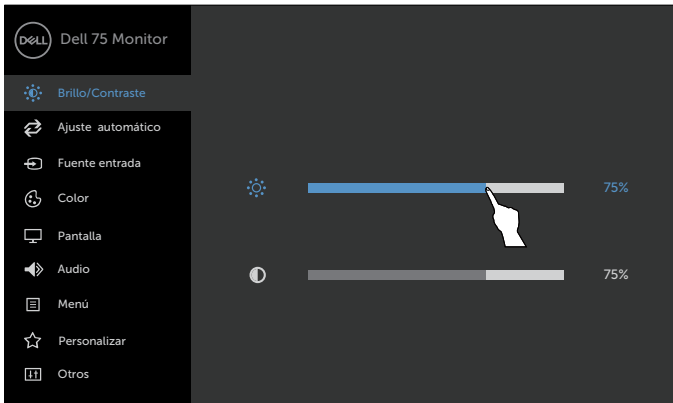 DELL Dell 75 Monitor
Brillo/Contraste
Ajuste automático
Fuente entrada
Color
Pantalla
Audio
Menú
Personalizar
Otros
75%
75%